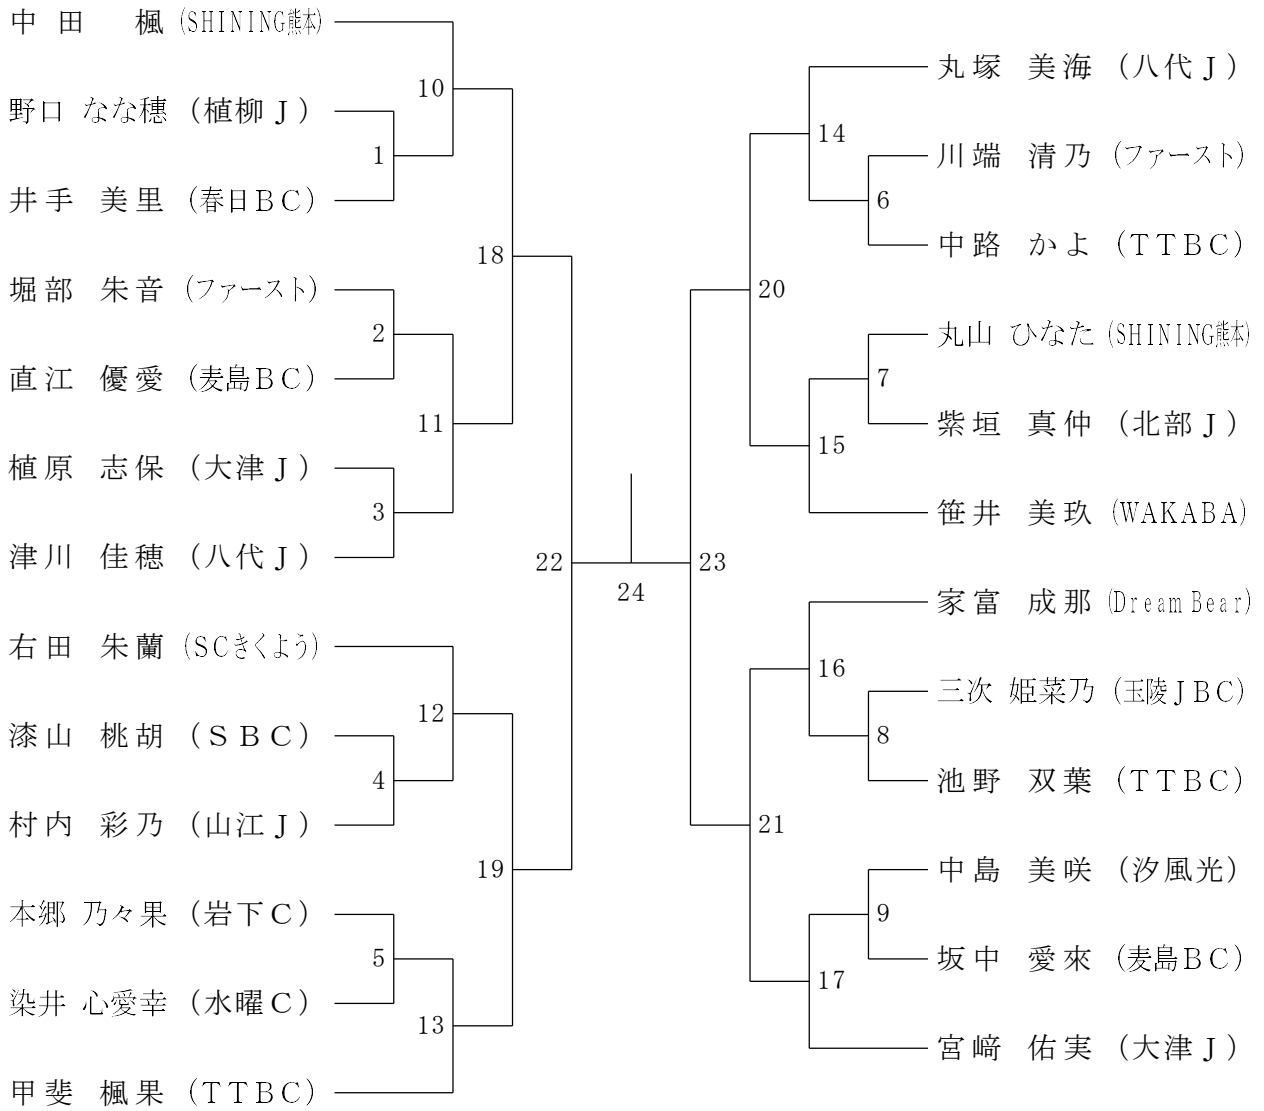 中田 楓 (SHINING熊本)
野口 なな穗 (植柳J)
井手 美里 (春日BC)
堀部 朱音 (ファースト)
直江 優愛 (麦島BC)
植原 志保 (大津J)
津川 佳穂 (八代J)
右田 朱蘭 (SCきくよう)
漆山 桃胡 (SBC)
村内 彩乃 (山江J)
本郷 乃々果 (岩下C)
染井 心愛幸 (水曜C)
甲斐 楓果 (TTBC)
10
1
18
2
11
3
22
12
4
19
5
13
24
23
14
6
20
7
15
16
8
21
9
17
丸塚 美海 (八代J)
川端 清乃 (ファースト)
中路 かよ (TTBC)
丸山 ひなた (SHINING熊本)
紫垣 真仲 (北部J)
笹井 美玖 (WAKABA)
家富 成那 (Dream Bear)
三次 姫菜乃 (玉陵JBC)
池野 双葉 (TTBC)
中島 美咲 (汐風光)
坂中 愛來 (麦島BC)
宮﨑 佑実 (大津J)